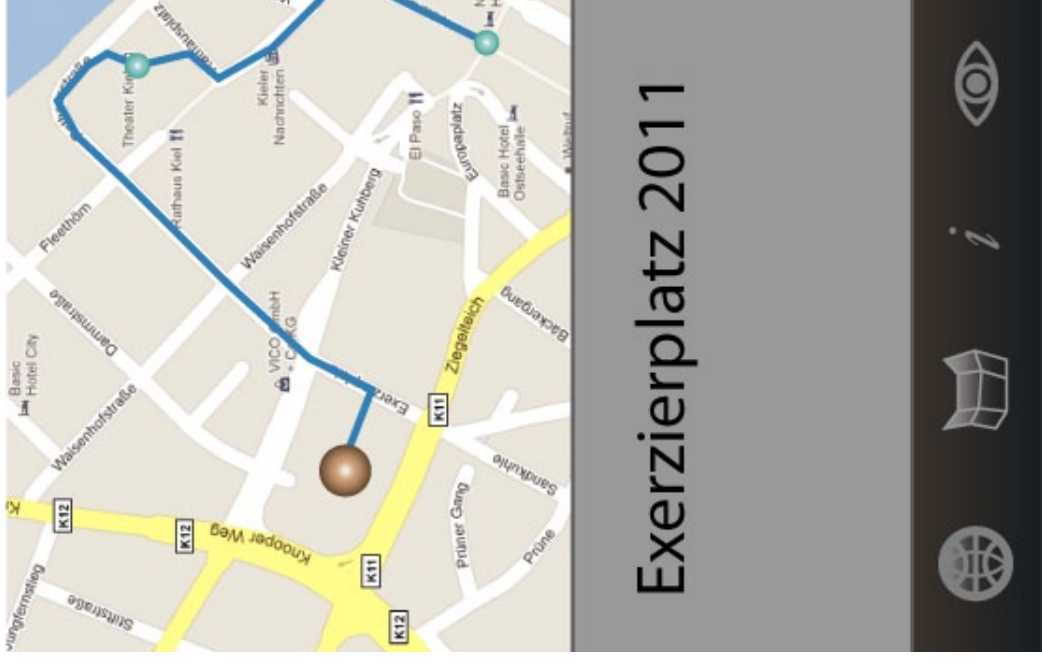 Exerzierplatz 2011
i
Rathausplatz
Theater Kiel
Kieler
Nachrichten
Rathaus Kiel
El Paso
Europaplatz
Basic Hotel
Ostseehalle
Fleethörn
Waisenhofstraße
Kleiner Kuhberg
Dammstraße
VICO GmbH
+ Co KG
Basic
Hotel City
Ziegelteich
Bäckergang
Waisenhofstraße
K11
Sandkuhle
K12
K12
Knooper Weg
Prüner Gang
Prüne
K11
K12
Stiftstraße